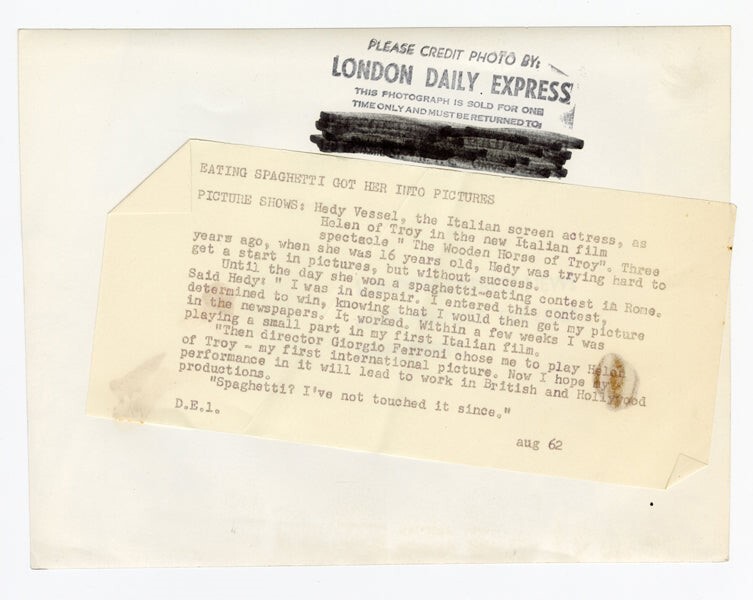 PLEASE CREDIT PHOTO BY:
LONDON DAILY EXPRESS
THIS PHOTOGRAPH IS SOLD FOR ONE
TIME ONLY AND MUST BE RETURNED TO:
EATING SPAGHETTI GOT HER INTO PICTURES
PICTURE SHOWS: Hedy Vessel, the Italian screen actress, as
Helen of Troy in the new Italian film
spectacle " The Wooden Horse of Troy". Three
years ago, when she was 16 years old, Hedy was trying hard to
get a start in pictures, but without success.
Until the day she won a spaghetti-eating contest in Rome.
Said Hedy: " I was in despair. I entered this contest,
determined to win, knowing that I would then get my picture
in the newspapers. It worked. Within a few weeks I was
playing a small part in my first Italian film.
"Then director Giorgio Ferroni chose me to play Helen
of Troy - my first international picture. Now I hope my
performance in it will lead to work in British and Hollywood
productions.
"Spaghetti? I've not touched it since."
D.E.l.
aug 62